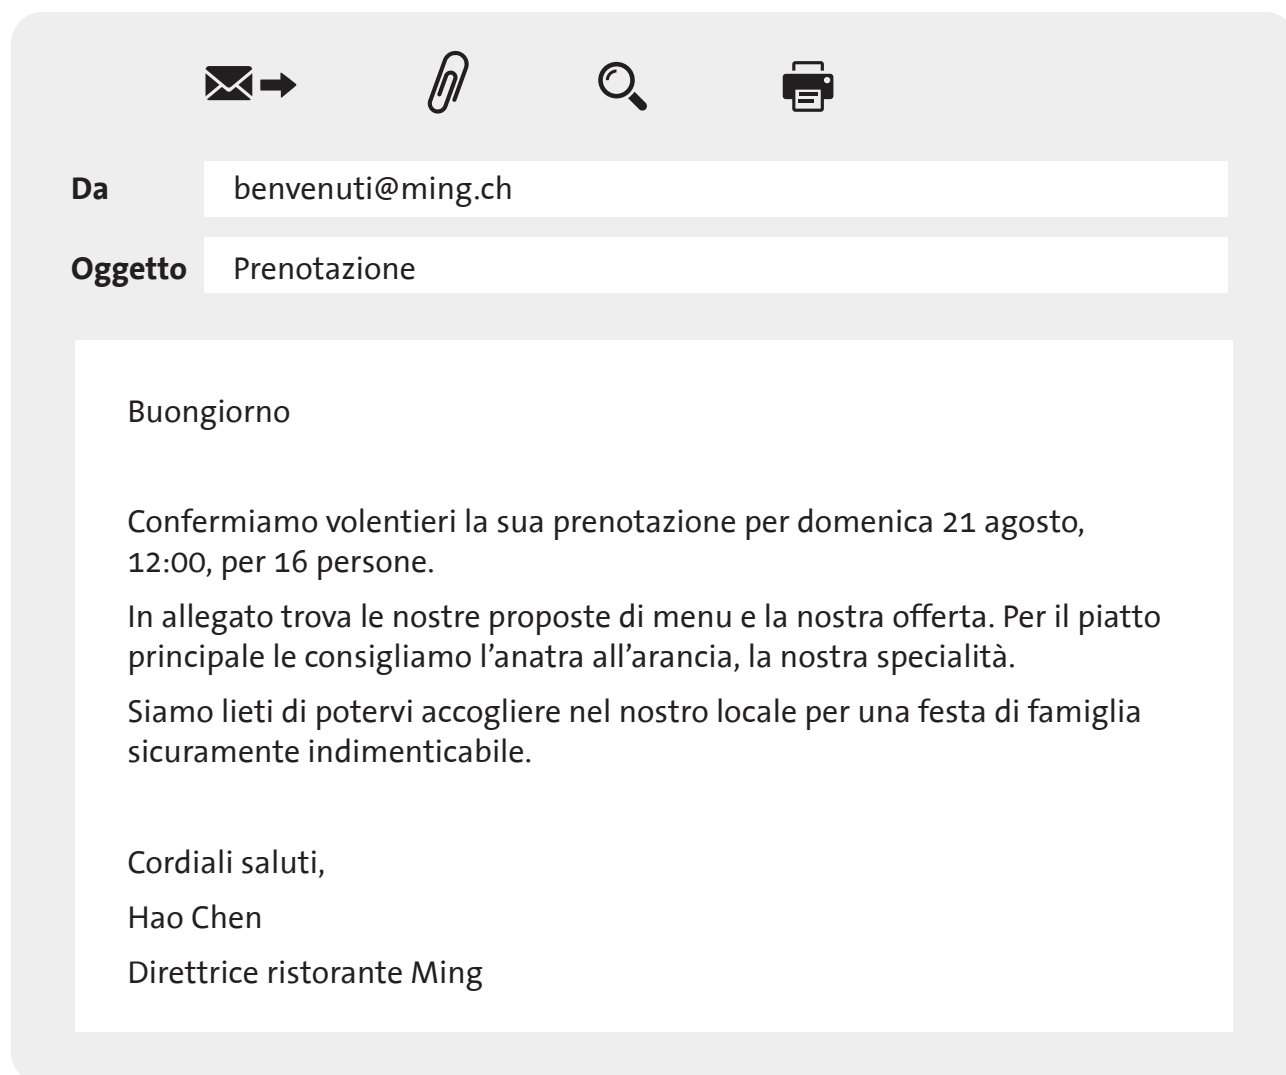 Da benvenuti@ming.ch
Oggetto Prenotazione
Buongiorno
Confermiamo volentieri la sua prenotazione per domenica 21 agosto,
12:00, per 16 persone.
In allegato trova le nostre proposte di menu e la nostra offerta. Per il piatto
principale le consigliamo l’anatra all’arancia, la nostra specialità.
Siamo lieti di potervi accogliere nel nostro locale per una festa di famiglia
sicuramente indimenticabile.
Cordiali saluti,
Hao Chen
Direttrice ristorante Ming